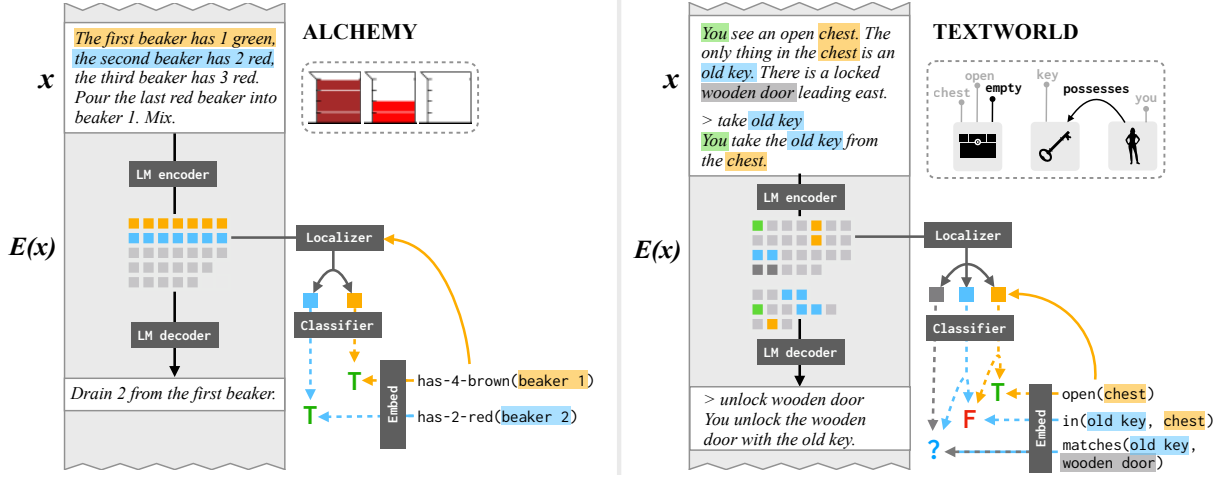 ALCHEMY
x
The first beaker has 1 green,
the second beaker has 2 red,
the third beaker has 3 red.
Pour the last red beaker into
beaker 1. Mix.
LM encoder
E(x)
Localizer
Classifier
LM decoder
T
has-4-brown(beaker 1)
T
has-2-red(beaker 2)
Embed
Drain 2 from the first beaker.
TEXTWORLD
x
You see an open chest. The
only thing in the chest is an
old key. There is a locked
wooden door leading east.
> take old key
You take the old key from
the chest.
chest
open
empty
key
possesses
you
LM encoder
E(x)
Localizer
Classifier
LM decoder
T
open(chest)
F
in(old key, chest)
?
matches(old key,
wooden door)
Embed
> unlock wooden door
You unlock the wooden
door with the old key.